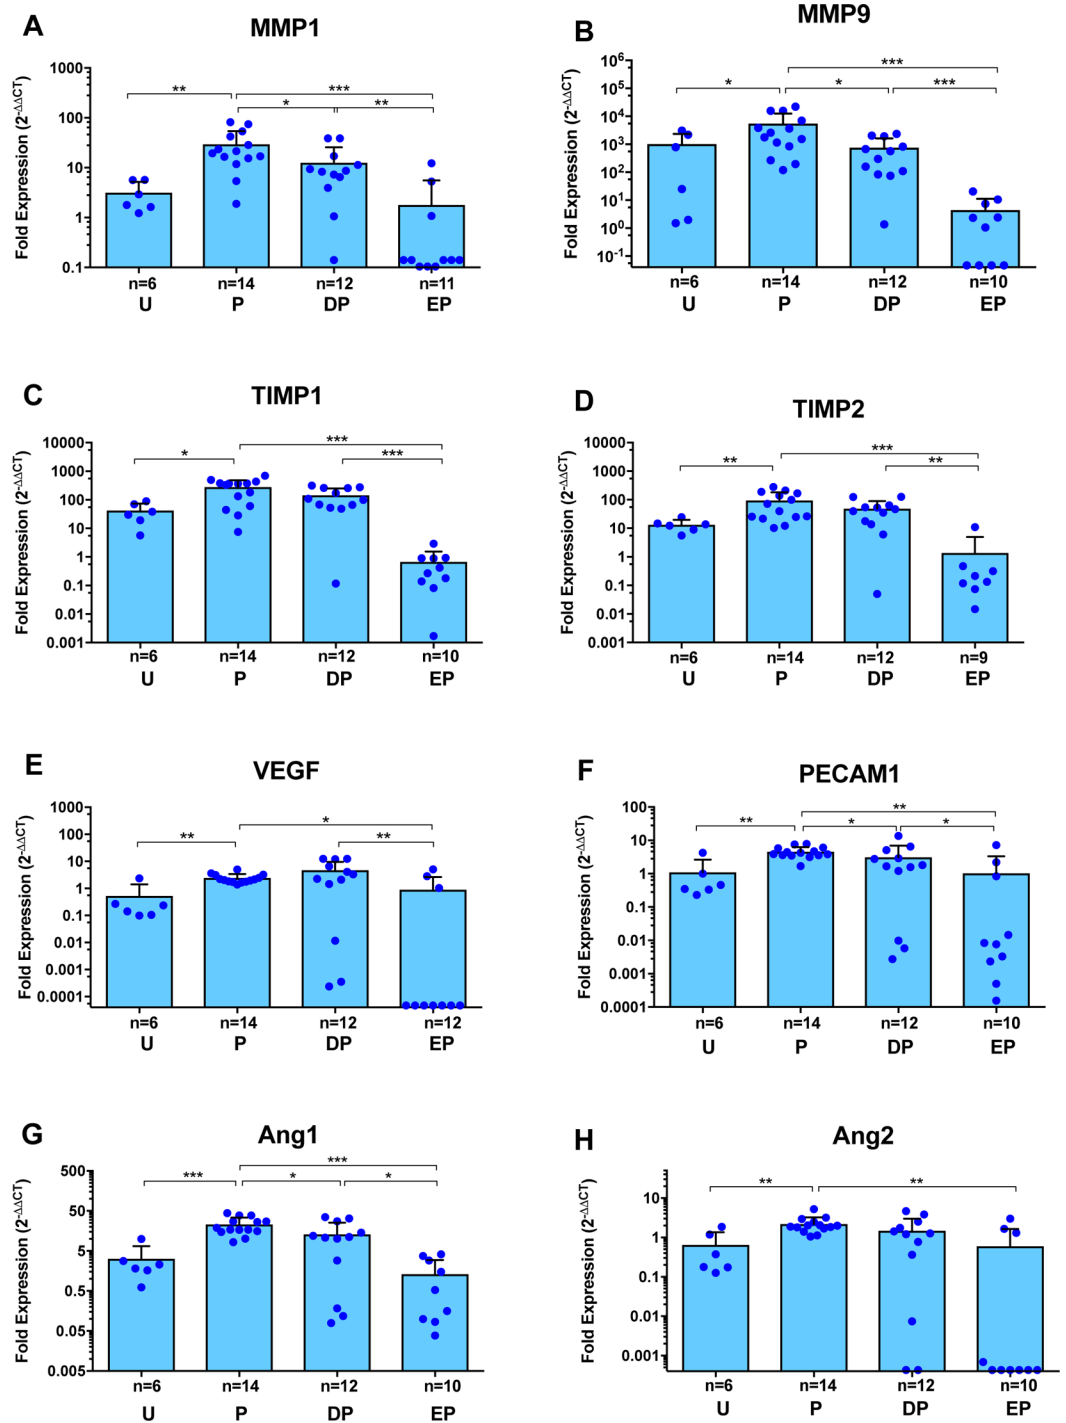 A
MMP1
Fold Expression (2-ΔΔCT)
1000
100
10
1
0.1
**
***
*
**
n=6
n=14
n=12
n=11
U
P
DP
EP
B
MMP9
Fold Expression (2-ΔΔCT)
10^6
10^5
10^4
10^3
10^2
10^1
10^0
10^-1
***
*
*
***
n=6
n=14
n=12
n=10
U
P
DP
EP
C
TIMP1
Fold Expression (2-ΔΔCT)
10000
1000
100
10
1
0.1
0.01
0.001
***
*
***
n=6
n=14
n=12
n=10
U
P
DP
EP
D
TIMP2
Fold Expression (2-ΔΔCT)
10000
1000
100
10
1
0.1
0.01
0.001
***
**
**
n=6
n=14
n=12
n=9
U
P
DP
EP
E
VEGF
Fold Expression (2-ΔΔCT)
1000
100
10
1
0.1
0.01
0.001
0.0001
*
**
**
n=6
n=14
n=12
n=12
U
P
DP
EP
F
PECAM1
Fold Expression (2-ΔΔCT)
100
10
1
0.1
0.01
0.001
0.0001
**
**
*
*
n=6
n=14
n=12
n=10
U
P
DP
EP
G
Ang1
Fold Expression (2-ΔΔCT)
500
50
5
0.5
0.05
0.005
***
***
*
*
n=6
n=14
n=12
n=10
U
P
DP
EP
H
Ang2
Fold Expression (2-ΔΔCT)
10
1
0.1
0.01
0.001
**
**
n=6
n=14
n=12
n=10
U
P
DP
EP